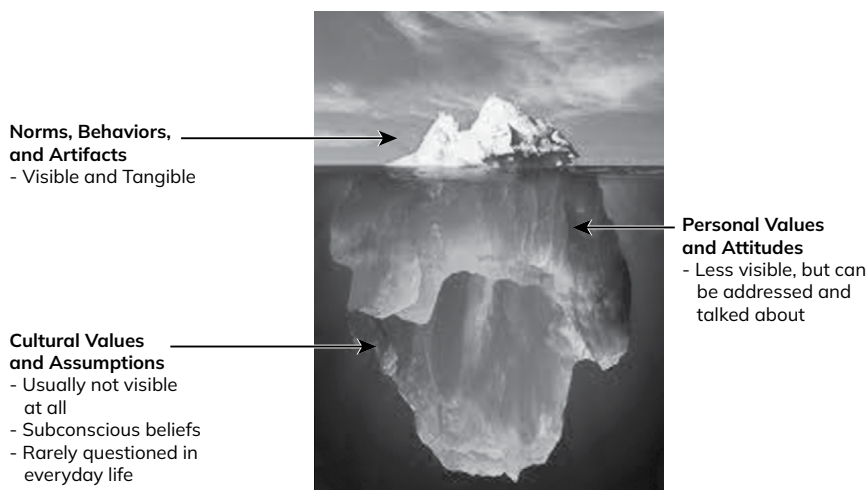 Norms, Behaviors,
and Artifacts
- Visible and Tangible
Personal Values
and Attitudes
- Less visible, but can
be addressed and
talked about
Cultural Values
and Assumptions
- Usually not visible
at all
- Subconscious beliefs
- Rarely questioned in
everyday life